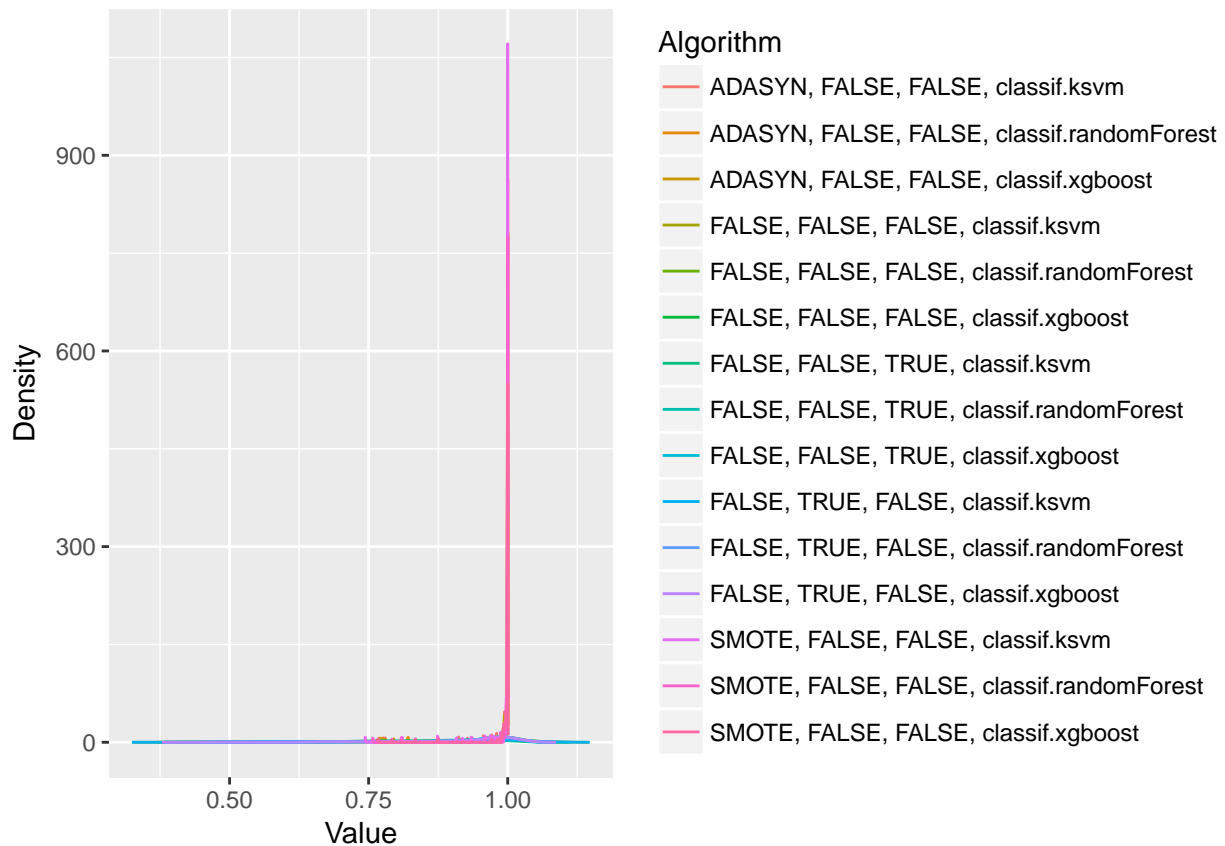 Algorithm
ADASYN, FALSE, FALSE, classif.ksvm
ADASYN, FALSE, FALSE, classif.randomForest
ADASYN, FALSE, FALSE, classif.xgboost
FALSE, FALSE, FALSE, classif.ksvm
FALSE, FALSE, FALSE, classif.randomForest
FALSE, FALSE, FALSE, classif.xgboost
FALSE, FALSE, TRUE, classif.ksvm
FALSE, FALSE, TRUE, classif.randomForest
FALSE, FALSE, TRUE, classif.xgboost
FALSE, TRUE, FALSE, classif.ksvm
FALSE, TRUE, FALSE, classif.randomForest
FALSE, TRUE, FALSE, classif.xgboost
SMOTE, FALSE, FALSE, classif.ksvm
SMOTE, FALSE, FALSE, classif.randomForest
SMOTE, FALSE, FALSE, classif.xgboost
Density
900
600
300
0
0.50 0.75 1.00
Value